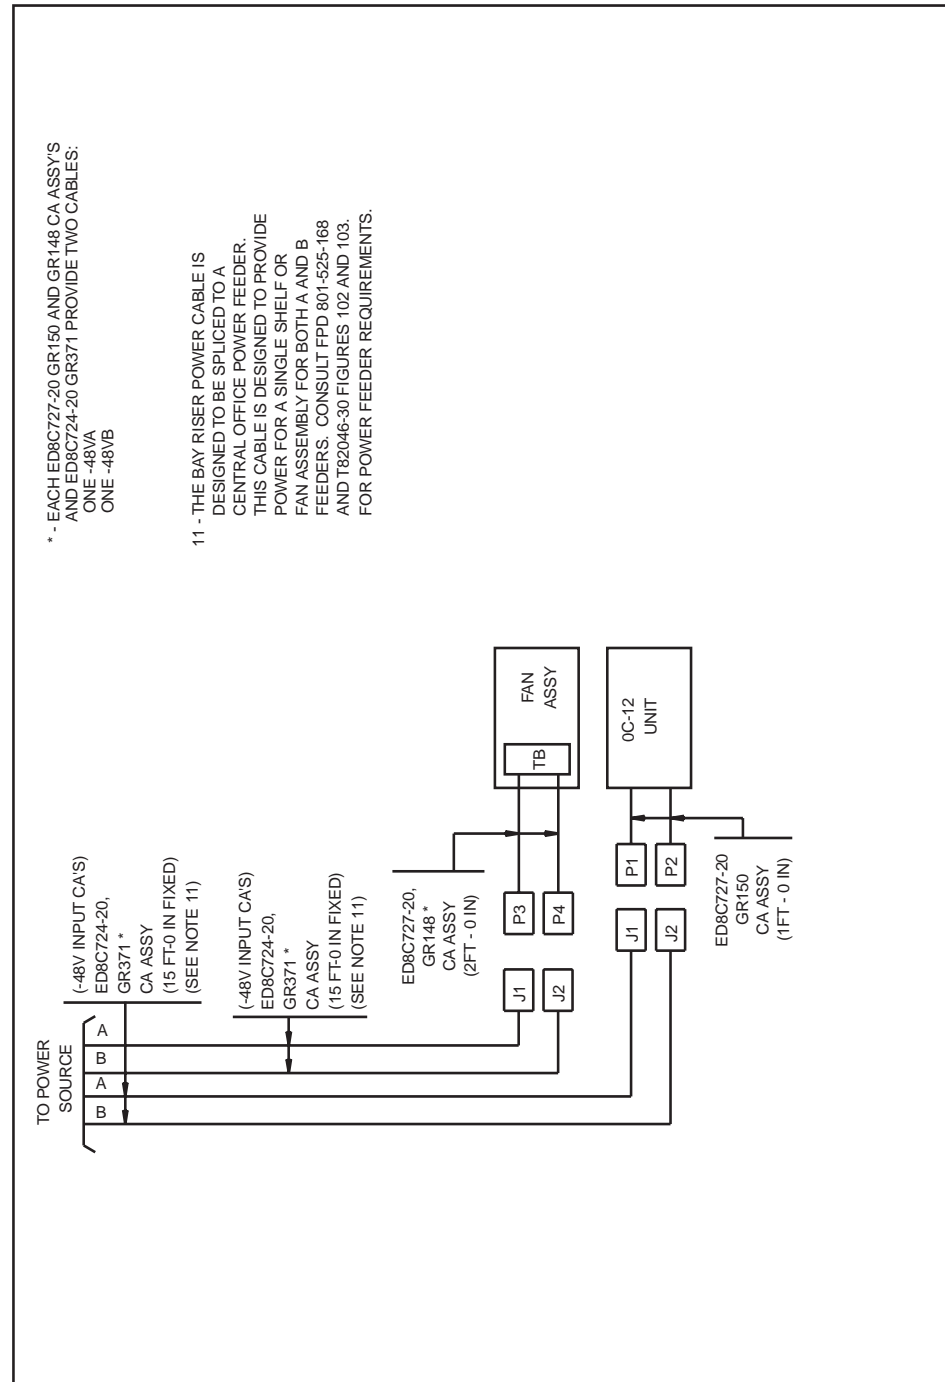 * - EACH ED8C727-20 GR150 AND GR148 CA ASSY'S
AND ED8C724-20 GR371 PROVIDE TWO CABLES:
ONE -48VA
ONE -48VB
11 - THE BAY RISER POWER CABLE IS
DESIGNED TO BE SPLICED TO A
CENTRAL OFFICE POWER FEEDER.
THIS CABLE IS DESIGNED TO PROVIDE
POWER FOR A SINGLE SHELF OR
FAN ASSEMBLY FOR BOTH A AND B
FEEDERS. CONSULT FPD 801-525-168
AND T82046-30 FIGURES 102 AND 103.
FOR POWER FEEDER REQUIREMENTS.
TO POWER
SOURCE
A
B
A
B
(-48V INPUT CA'S)
ED8C724-20,
GR371 *
CA ASSY
(15 FT-0 IN FIXED)
(SEE NOTE 11)
(-48V INPUT CA'S)
ED8C724-20,
GR371 *
CA ASSY
(15 FT-0 IN FIXED)
(SEE NOTE 11)
ED8C727-20,
GR148 *
CA ASSY
(2FT - 0 IN)
J1
J2
P3
P4
TB
FAN
ASSY
J1
J2
P1
P2
0C-12
UNIT
ED8C727-20
GR150
CA ASSY
(1FT - 0 IN)